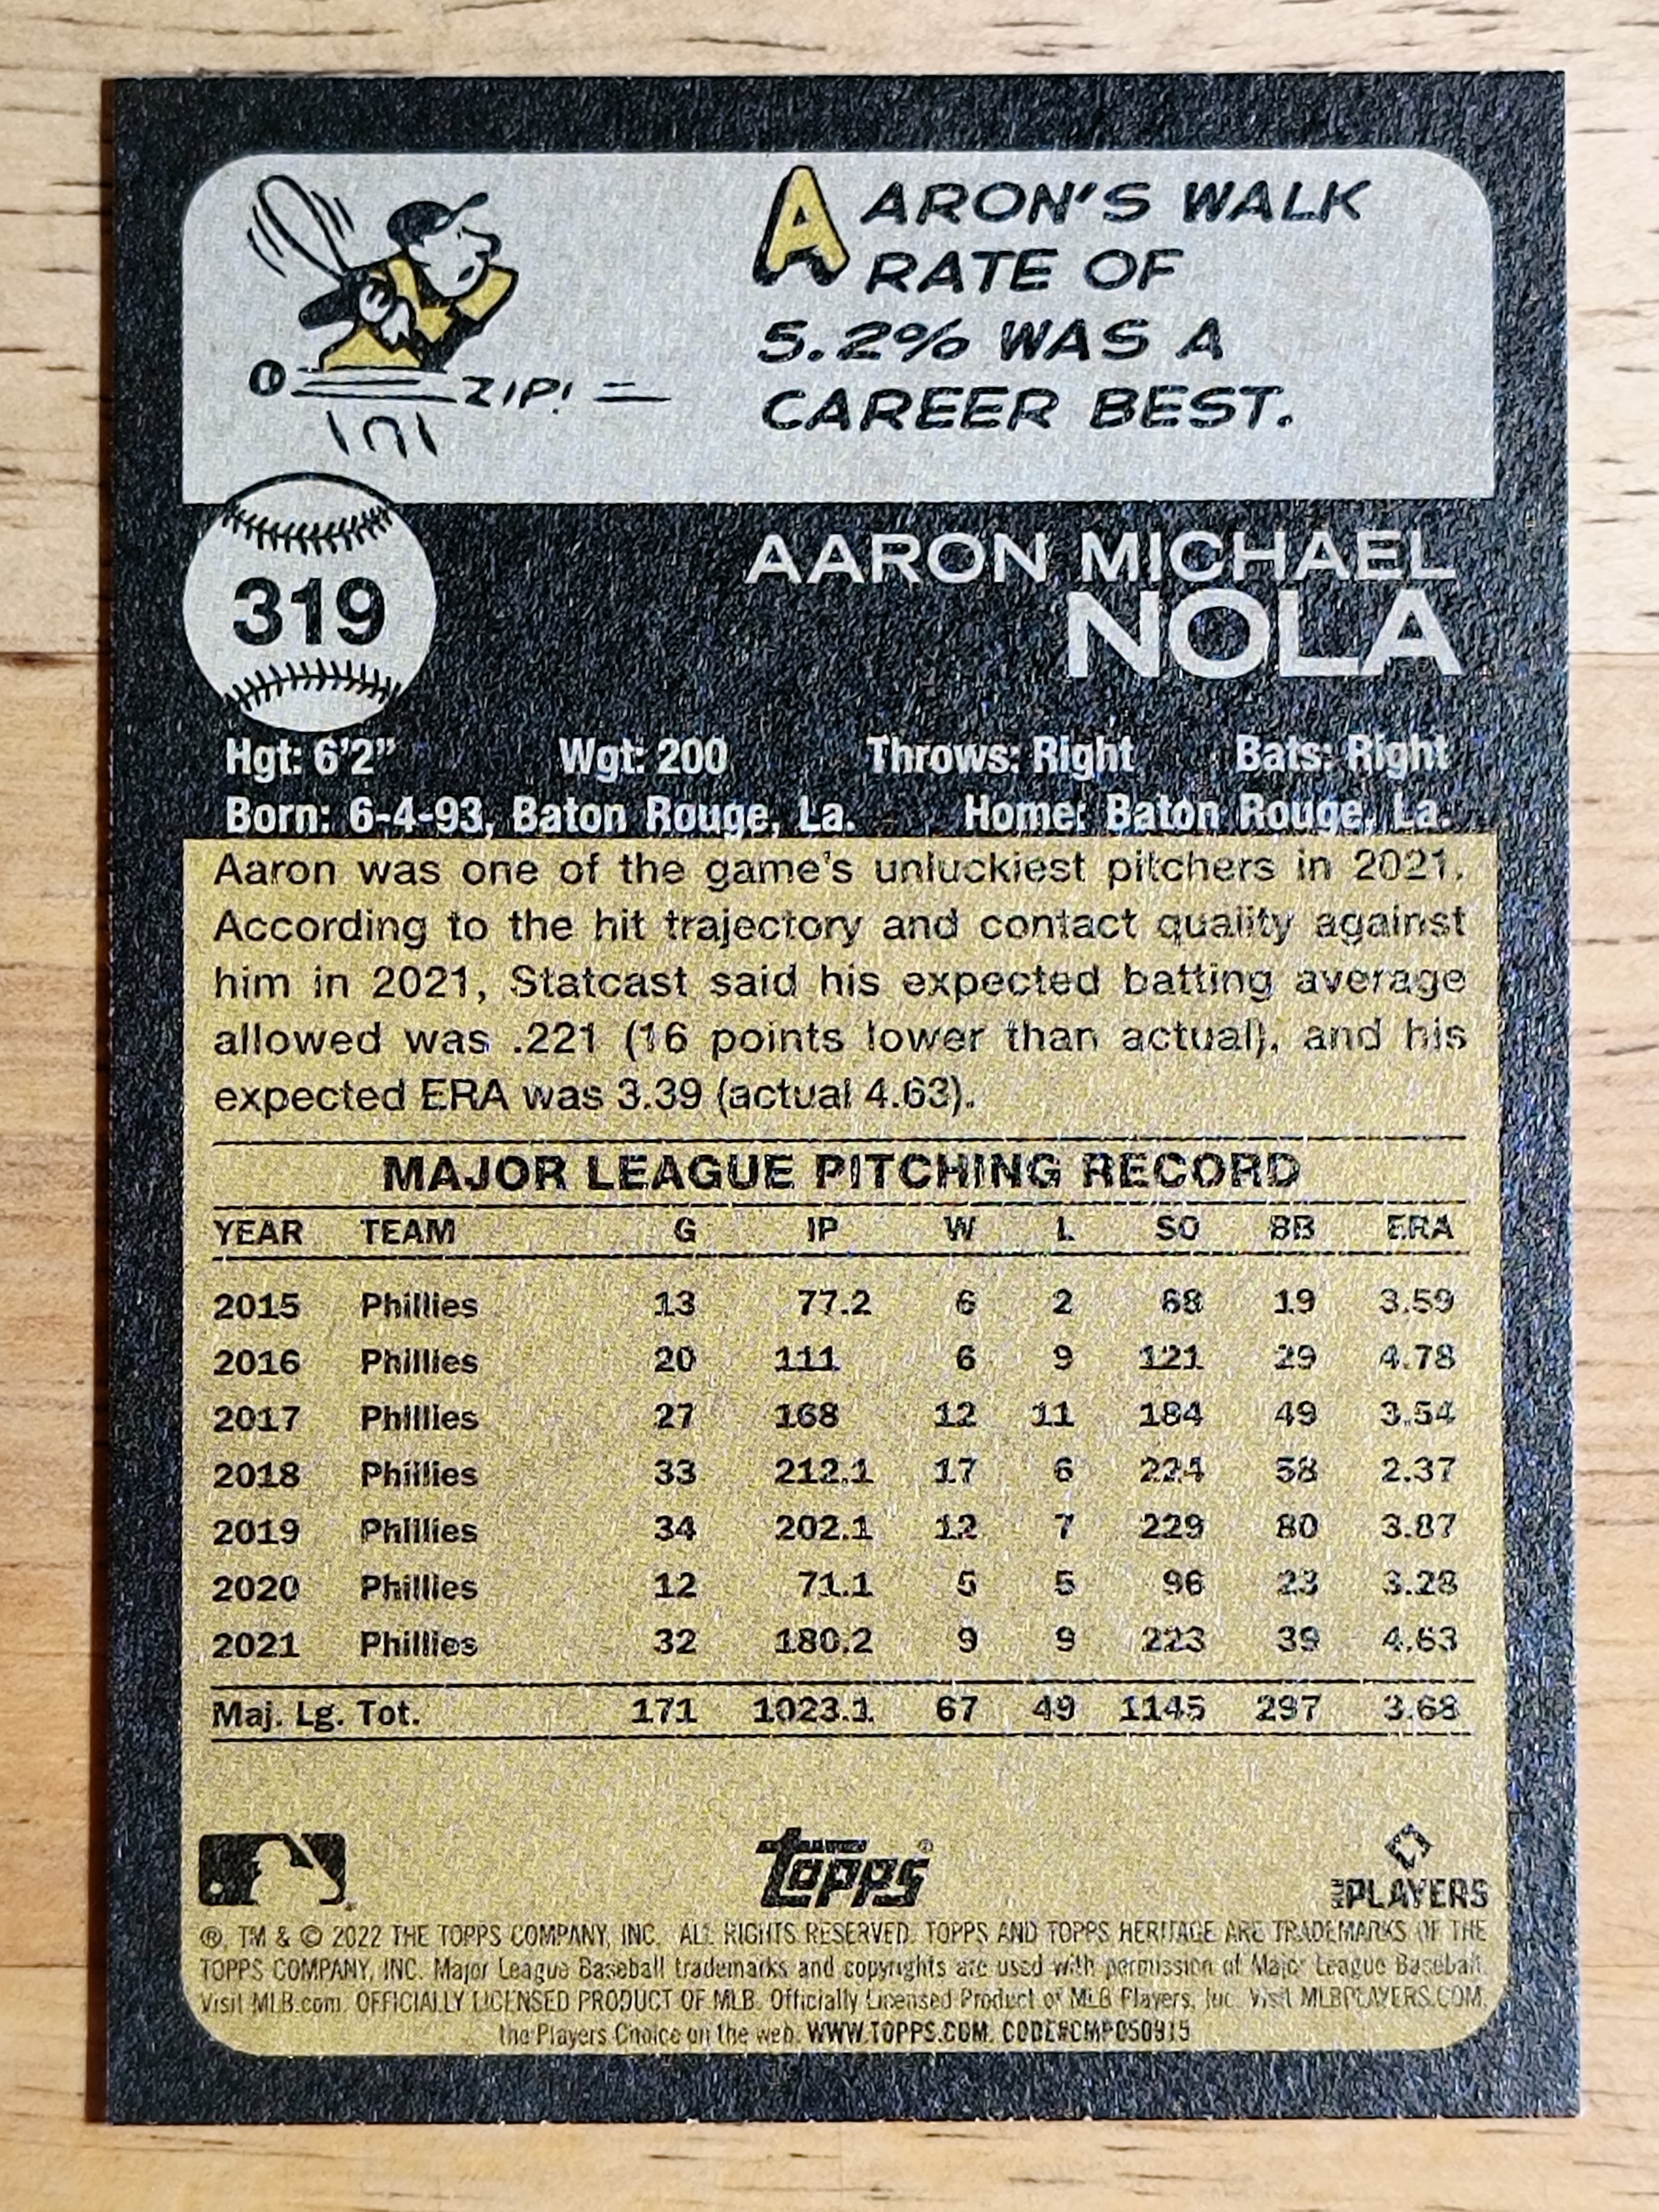 AARON'S WALK
RATE OF
5.2% WAS A
CAREER BEST.
ZIP!
319
AARON MICHAEL
NOLA
Hgt: 6'2" Wgt: 200 Throws: Right Bats: Right
Born: 6-4-93, Baton Rouge, La. Home: Baton Rouge, La.
Aaron was one of the game's unluckiest pitchers in 2021.
According to the hit trajectory and contact quality against
him in 2021, Statcast said his expected batting average
allowed was .221 (16 points lower than actual), and his
expected ERA was 3.39 (actual 4.63).
MAJOR LEAGUE PITCHING RECORD
YEAR TEAM G IP W L SO BB ERA
2015 Phillies 13 77.2 6 2 68 19 3.59
2016 Phillies 20 111 6 9 121 29 4.78
2017 Phillies 27 168 12 11 184 49 3.54
2018 Phillies 33 212.1 17 6 224 58 2.37
2019 Phillies 34 202.1 12 7 229 80 3.87
2020 Phillies 12 71.1 5 5 96 23 3.28
2021 Phillies 32 180.2 9 9 223 39 4.63
Maj. Lg. Tot. 171 1023.1 67 49 1145 297 3.68
Topps®
MLB PLAYERS
®, TM & © 2022 THE TOPPS COMPANY, INC. ALL RIGHTS RESERVED. TOPPS AND TOPPS HERITAGE ARE TRADEMARKS OF THE
TOPPS COMPANY, INC. Major League Baseball trademarks and copyrights are used with permission of Major League Baseball.
Visit MLB.com. OFFICIALLY LICENSED PRODUCT OF MLB. Officially Licensed Product of MLB Players, Inc. Visit MLBPLAYERS.COM,
the Players Choice on the web. WWW.TOPPS.COM. CODE#CMP050915